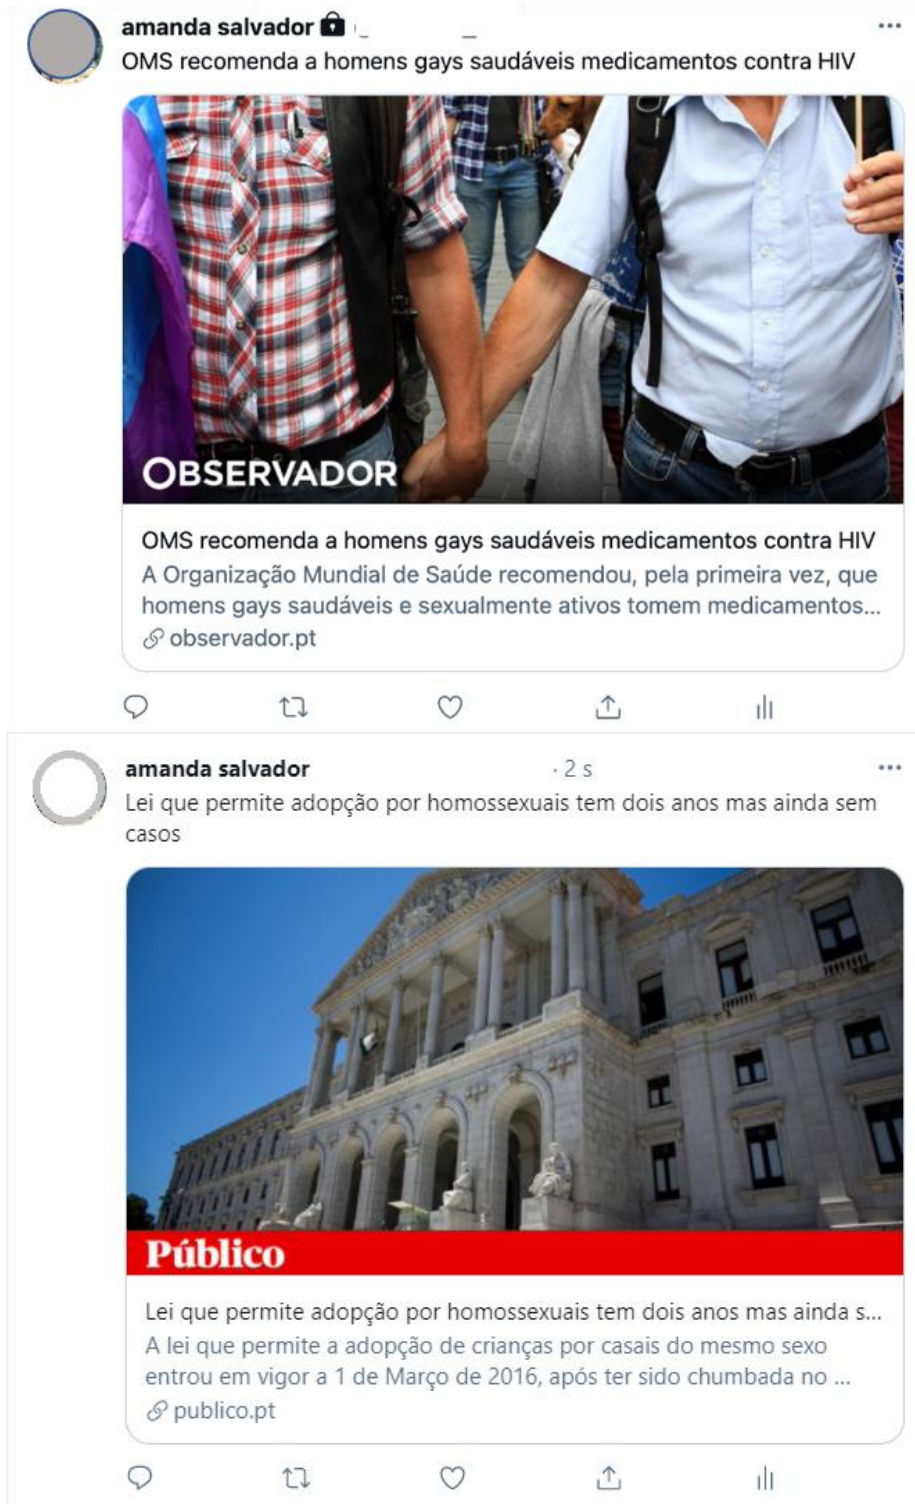 amanda salvador
OMS recomenda a homens gays saudáveis medicamentos contra HIV
OBSERVADOR
OMS recomenda a homens gays saudáveis medicamentos contra HIV
A Organização Mundial de Saúde recomendou, pela primeira vez, que
homens gays saudáveis e sexualmente ativos tomem medicamentos...
observador.pt
amanda salvador · 2 s
Lei que permite adopção por homossexuais tem dois anos mas ainda sem
casos
Público
Lei que permite adopção por homossexuais tem dois anos mas ainda s...
A lei que permite a adopção de crianças por casais do mesmo sexo
entrou em vigor a 1 de Março de 2016, após ter sido chumbada no ...
publico.pt